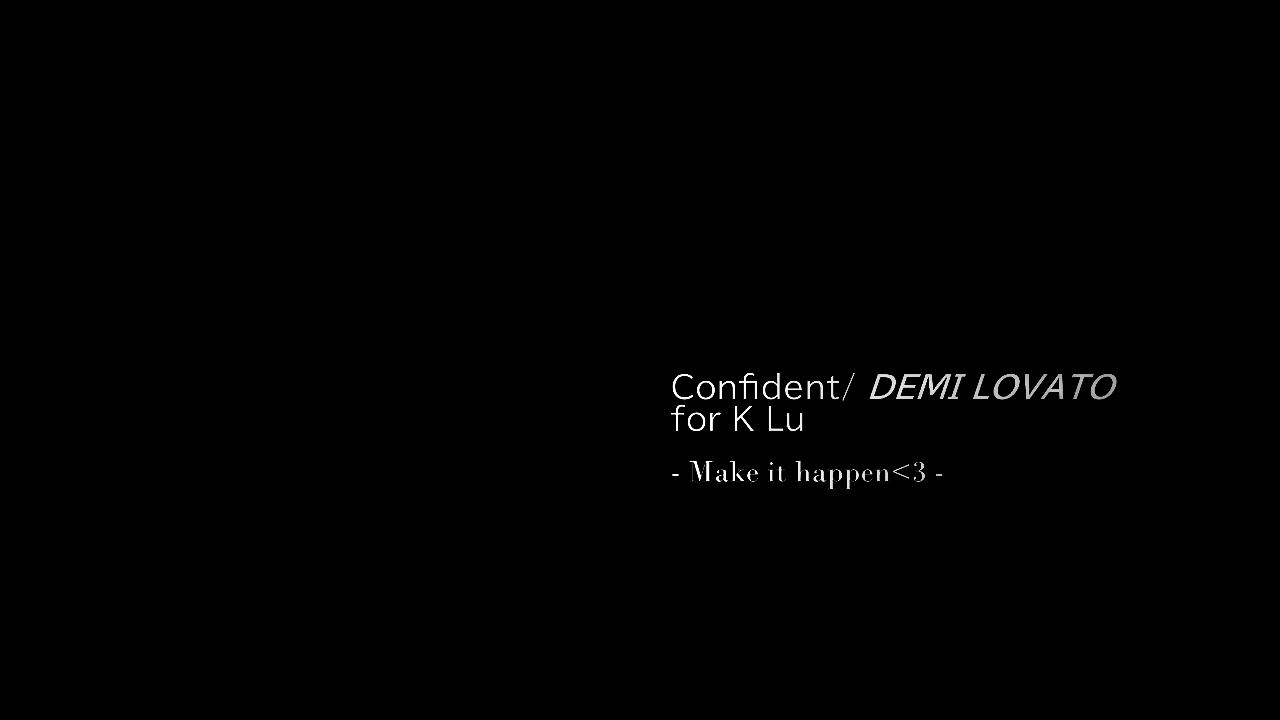 Confident/ DEMI LOVATO
for K Lu
- Make it happen<3 -